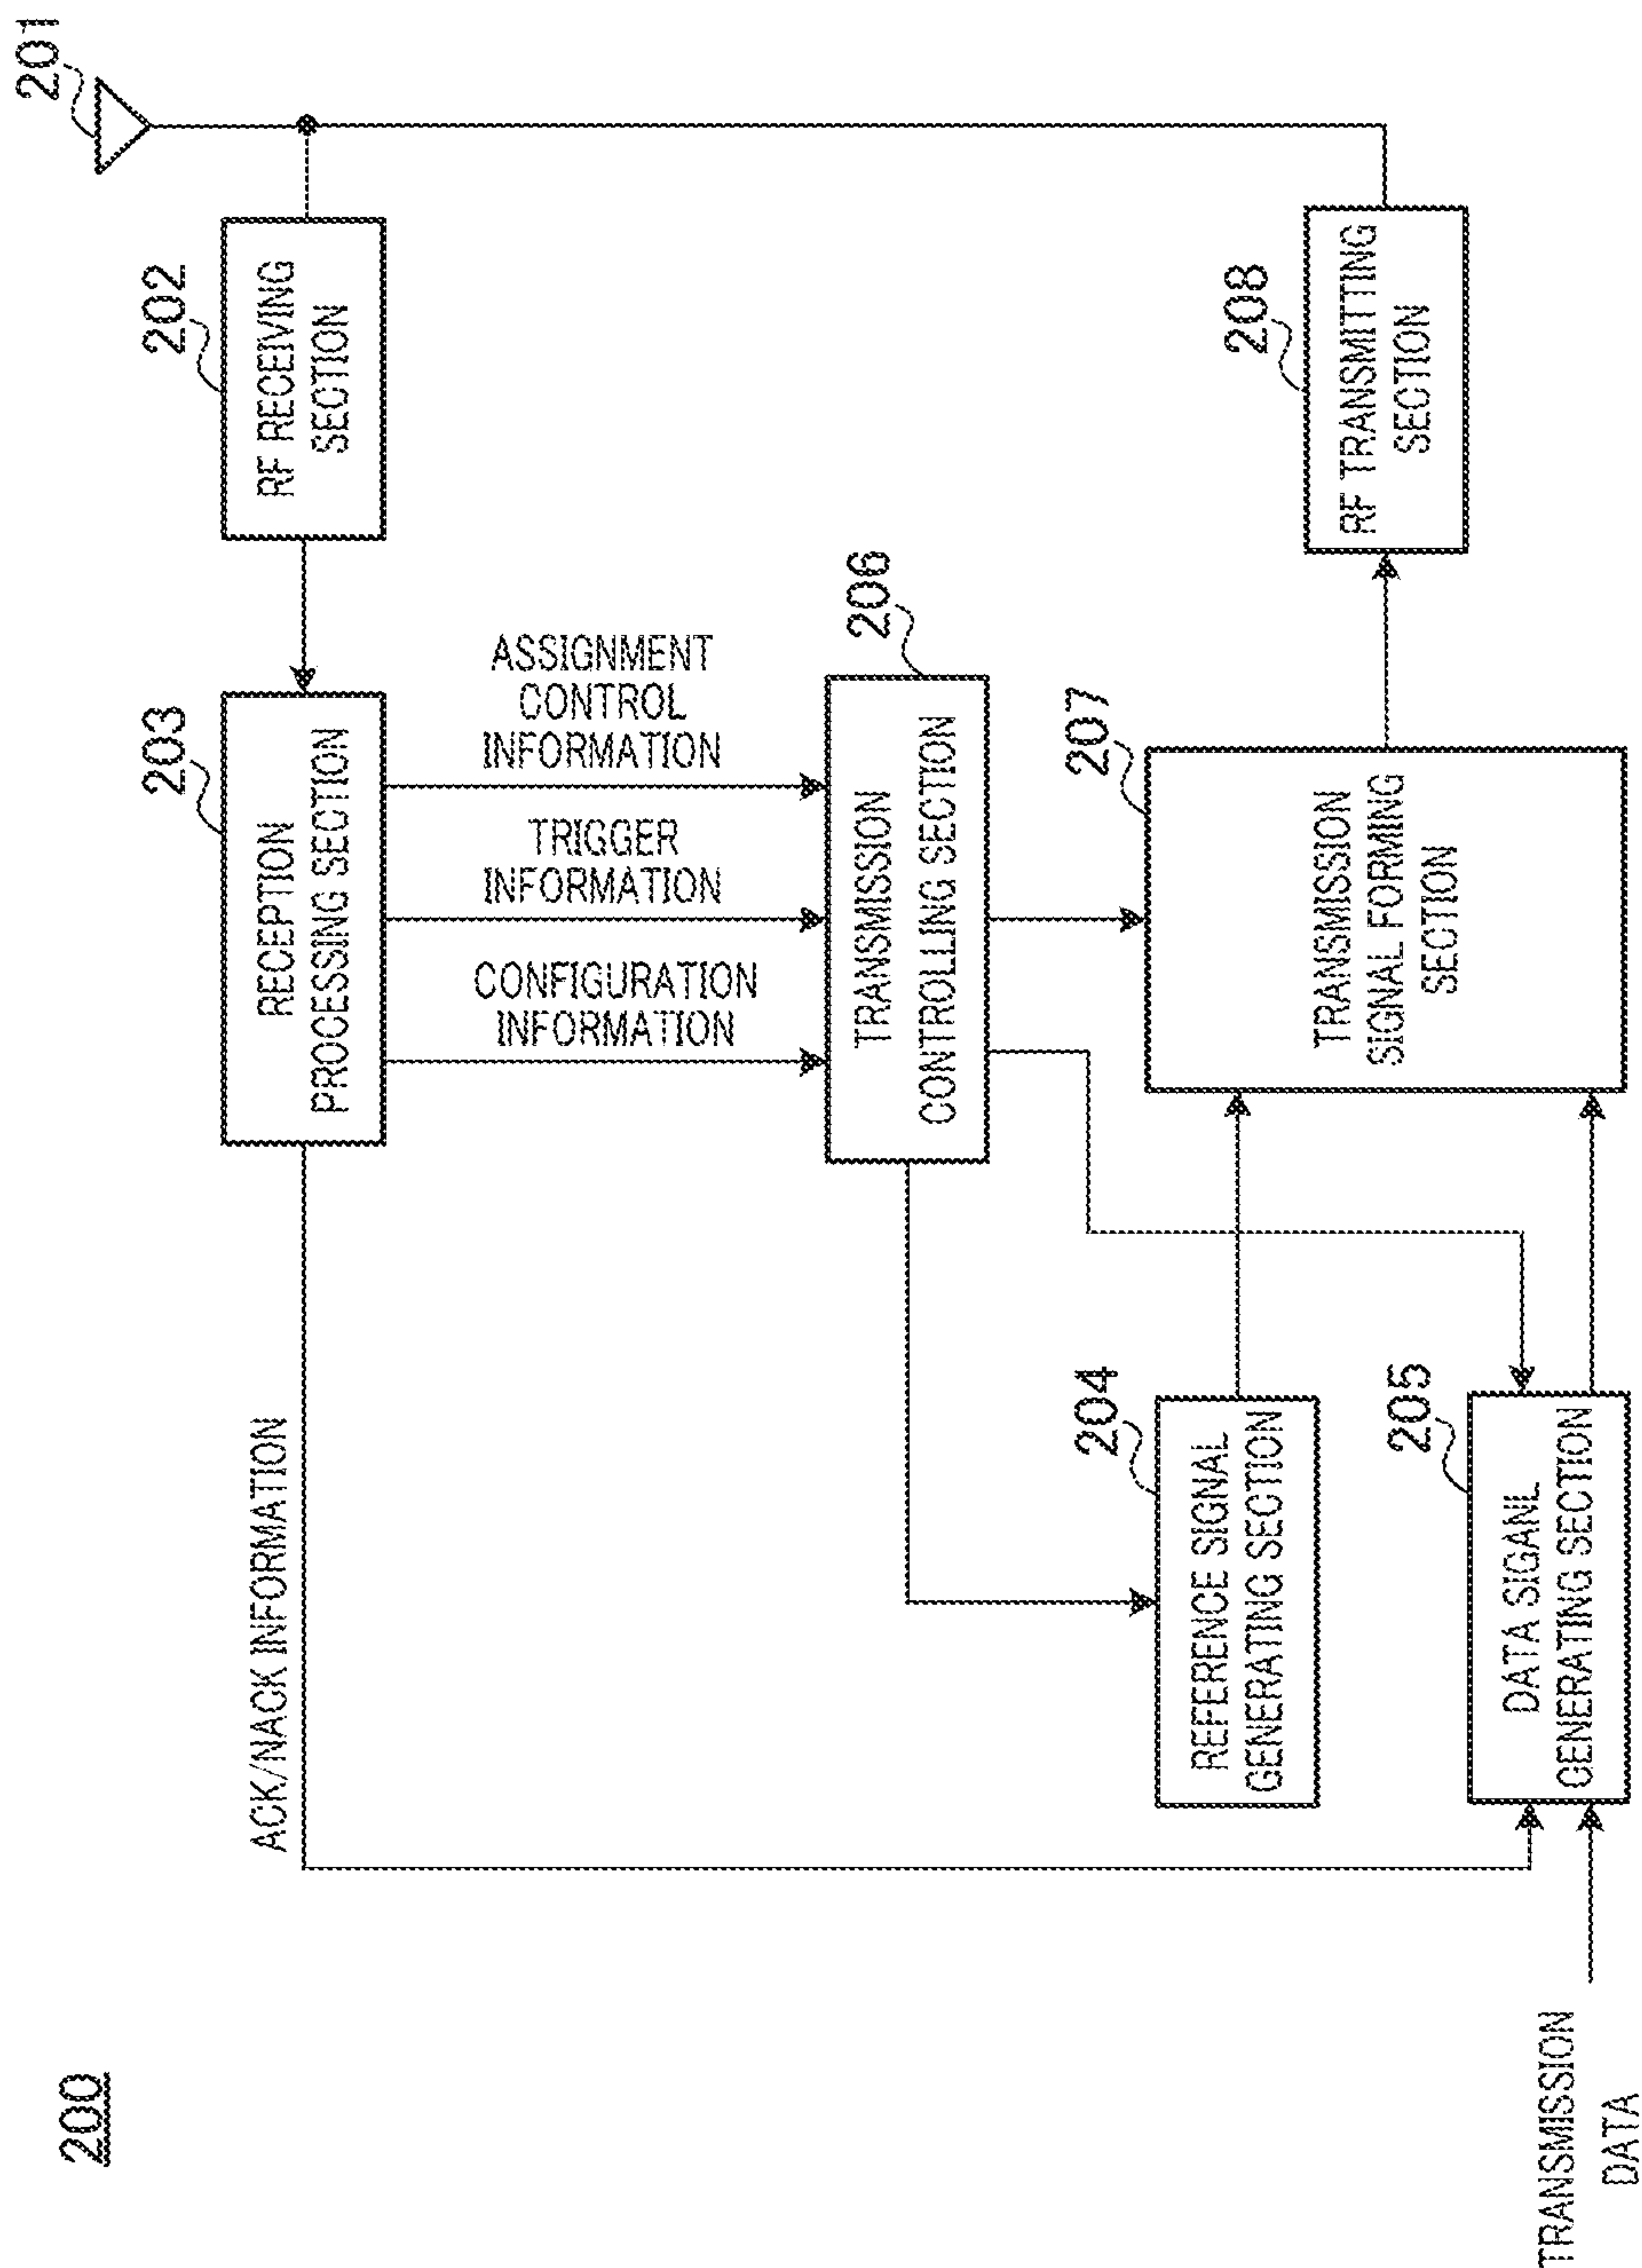 200
201
202
RF RECEIVING
SECTION
203
RECEPTION
PROCESSING SECTION
ACK/NACK INFORMATION
CONFIGURATION
INFORMATION
TRIGGER
INFORMATION
ASSIGNMENT
CONTROL
INFORMATION
206
TRANSMISSION
CONTROLLING SECTION
204
REFERENCE SIGNAL
GENERATING SECTION
207
TRANSMISSION
SIGNAL FORMING
SECTION
208
RF TRANSMITTING
SECTION
205
DATA SIGANL
GENERATING SECTION
TRANSMISSION
DATA